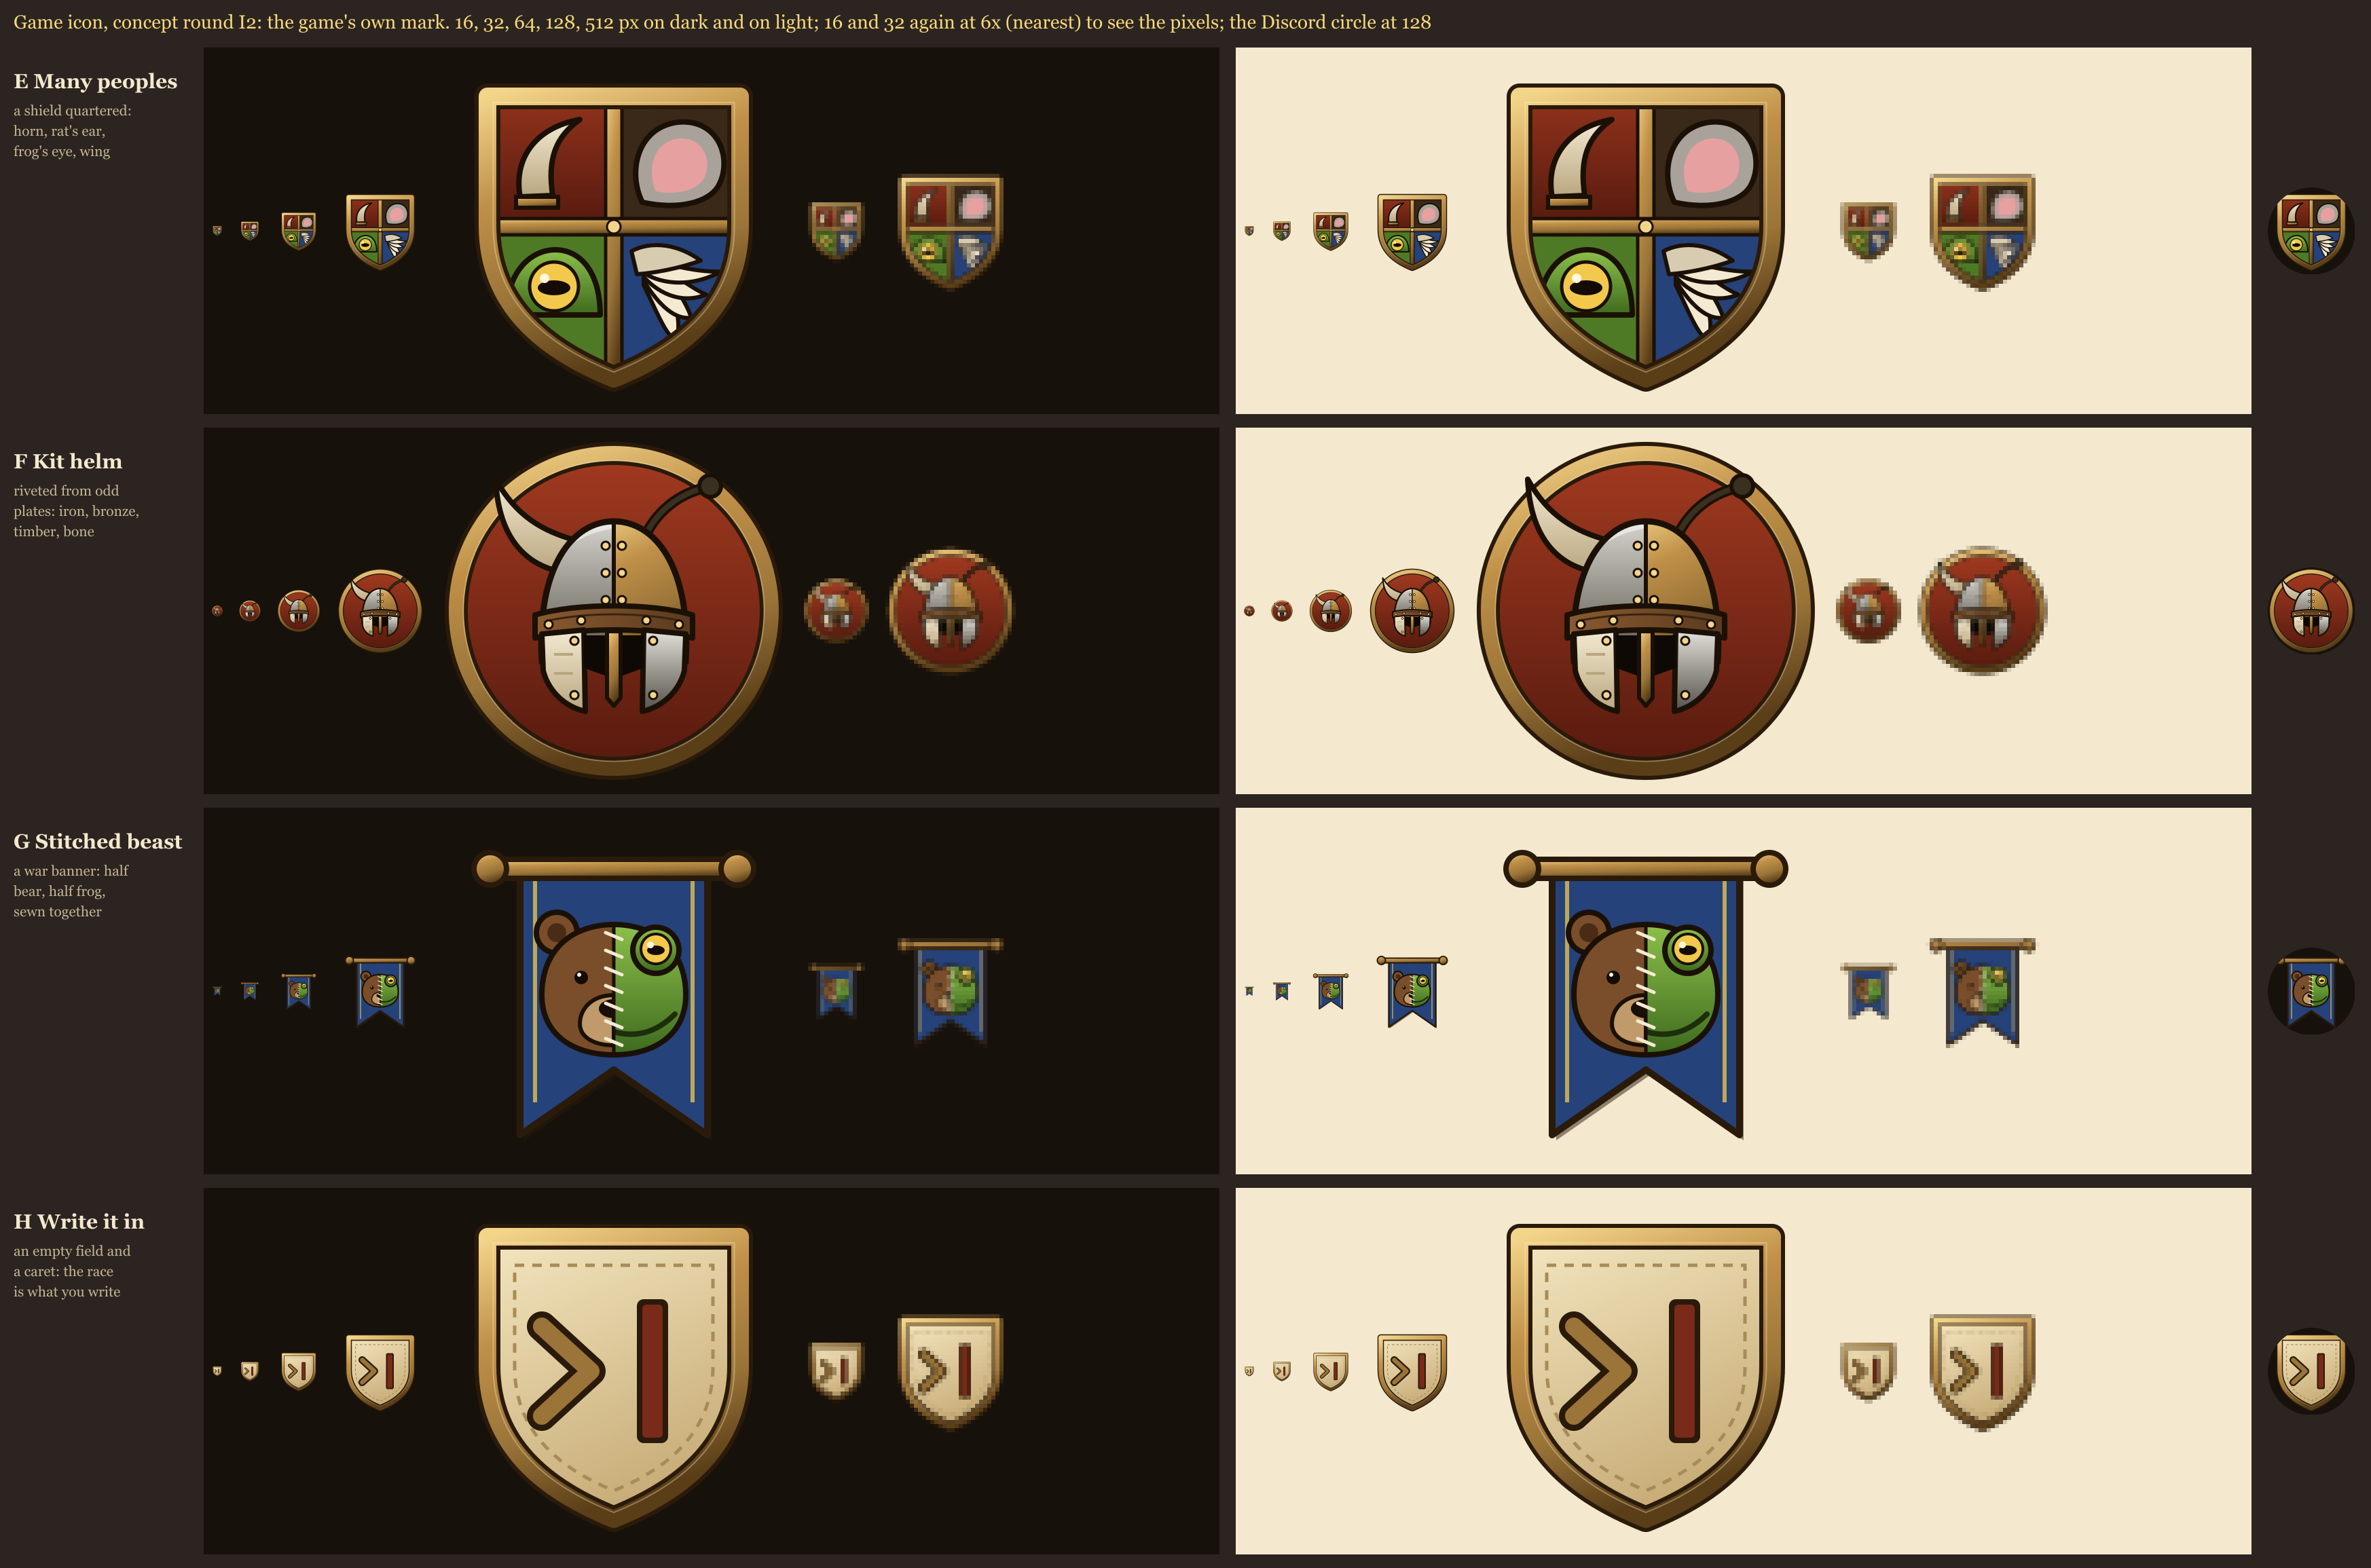 Game icon, concept round I2: the game's own mark. 16, 32, 64, 128, 512 px on dark and on light; 16 and 32 again at 6x (nearest) to see the pixels; the Discord circle at 128
E Many peoples
a shield quartered:
horn, rat's ear,
frog's eye, wing
F Kit helm
riveted from odd
plates: iron, bronze,
timber, bone
G Stitched beast
a war banner: half
bear, half frog,
sewn together
H Write it in
an empty field and
a caret: the race
is what you write